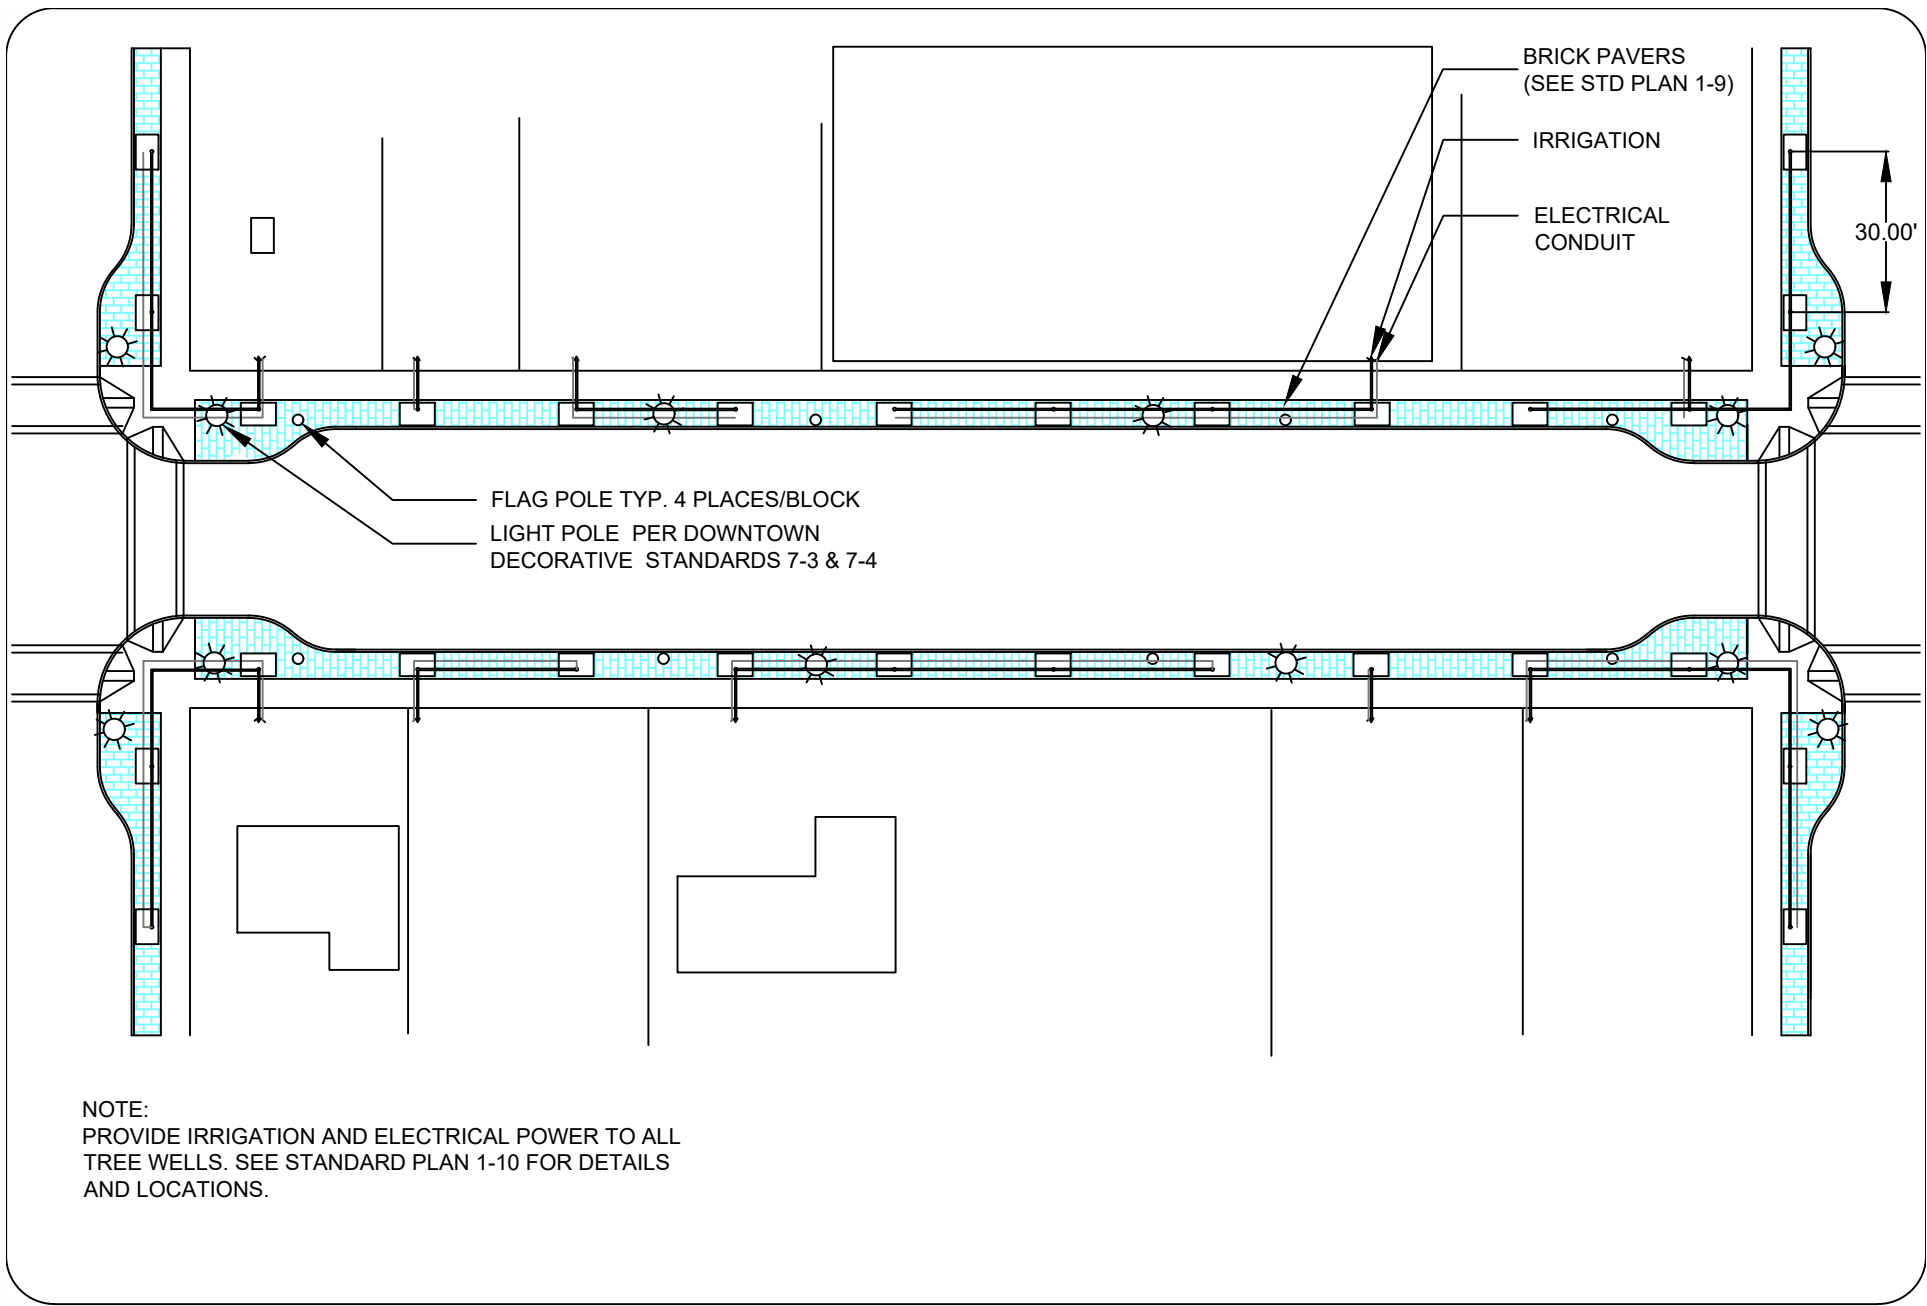 BRICK PAVERS
(SEE STD PLAN 1-9)
IRRIGATION
ELECTRICAL
CONDUIT
30.00'
FLAG POLE TYP. 4 PLACES/BLOCK
LIGHT POLE  PER DOWNTOWN
DECORATIVE  STANDARDS 7-3 & 7-4
NOTE:
PROVIDE IRRIGATION AND ELECTRICAL POWER TO ALL
TREE WELLS. SEE STANDARD PLAN 1-10 FOR DETAILS
AND LOCATIONS.